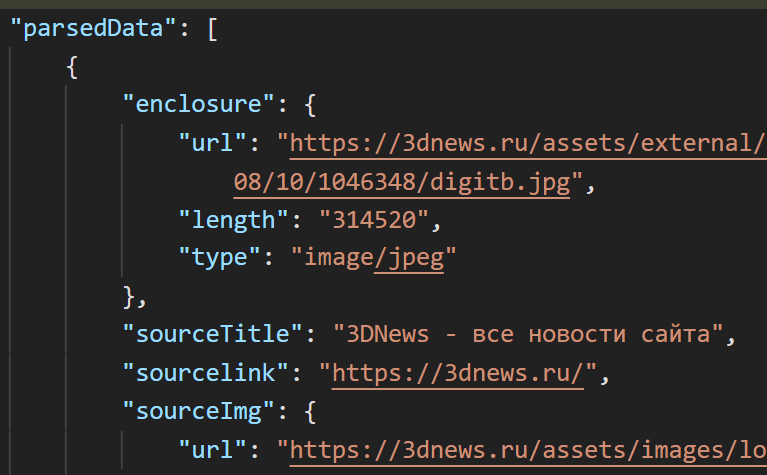 "parsedData": [
{
"enclosure": {
"url": "https://3dnews.ru/assets/external/
08/10/1046348/digitb.jpg",
"length": "314520",
"type": "image/jpeg"
},
"sourceTitle": "3DNews - все новости сайта",
"sourcelink": "https://3dnews.ru/",
"sourceImg": {
"url": "https://3dnews.ru/assets/images/lo